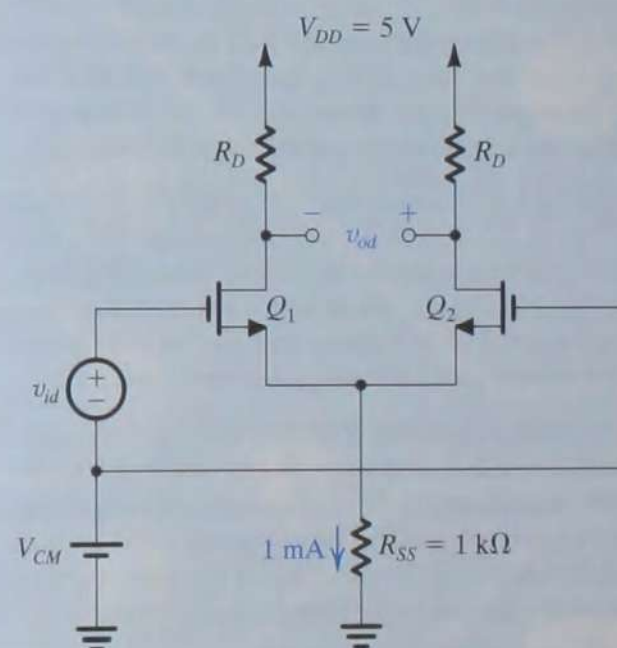 V_DD = 5 V
R_D
R_D
− v_od +
Q_1
Q_2
+
−
v_id
V_CM
1 mA
R_SS = 1 kΩ